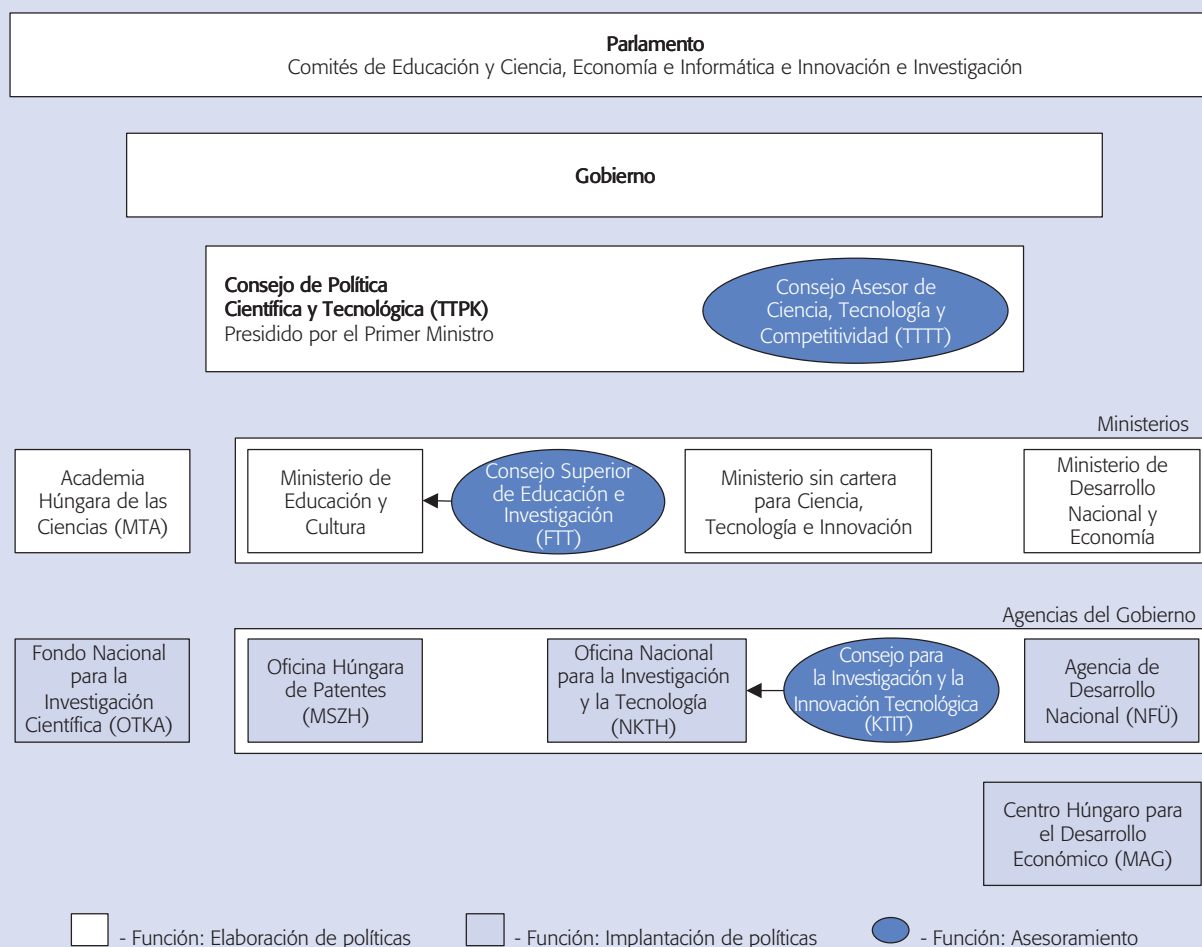 Parlamento
Comités de Educación y Ciencia, Economía e Informática e Innovación e Investigación
Gobierno
Consejo de Política
Científica y Tecnológica (TTPK)
Presidido por el Primer Ministro
Consejo Asesor de
Ciencia, Tecnología y
Competitividad (TTTT)
Ministerios
Academia
Húngara de las
Ciencias (MTA)
Ministerio de
Educación y
Cultura
Consejo Superior
de Educación e
Investigación
(FTT)
Ministerio sin cartera
para Ciencia,
Tecnología e Innovación
Ministerio de
Desarrollo
Nacional y
Economía
Agencias del Gobierno
Fondo Nacional
para la
Investigación
Científica (OTKA)
Oficina Húngara
de Patentes
(MSZH)
Oficina Nacional
para la Investigación
y la Tecnología
(NKTH)
Consejo para
la Investigación y la
Innovación Tecnológica
(KTIT)
Agencia de
Desarrollo
Nacional (NFÜ)
Centro Húngaro para
el Desarrollo
Económico (MAG)
- Función: Elaboración de políticas
- Función: Implantación de políticas
- Función: Asesoramiento